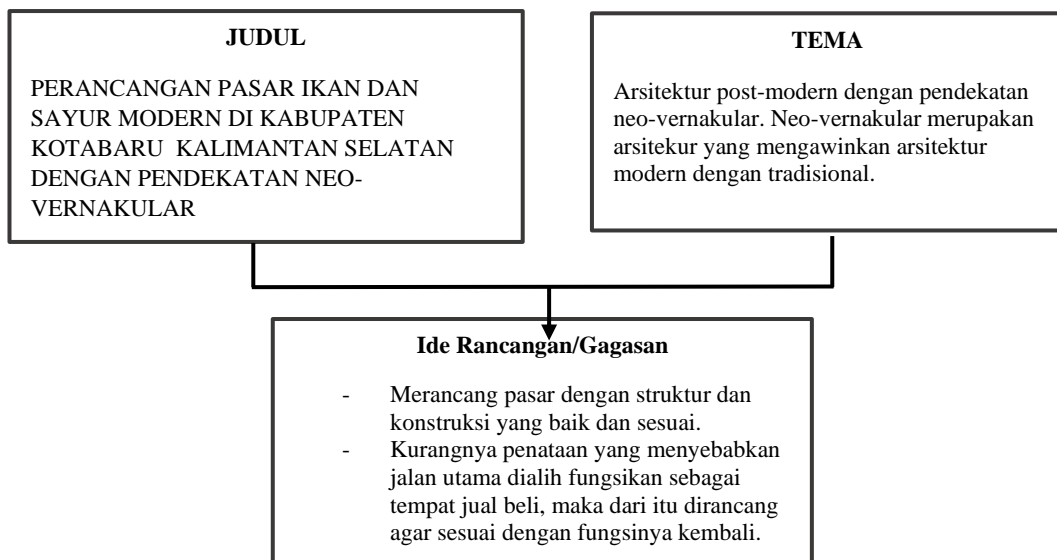 JUDUL
PERANCANGAN PASAR IKAN DAN
SAYUR MODERN DI KABUPATEN
KOTABARU KALIMANTAN SELATAN
DENGAN PENDEKATAN NEO-
VERNAKULAR
TEMA
Arsitektur post-modern dengan pendekatan
neo-vernakular. Neo-vernakular merupakan
arsitekur yang mengawinkan arsitektur
modern dengan tradisional.
Ide Rancangan/Gagasan
- Merancang pasar dengan struktur dan
konstruksi yang baik dan sesuai.
- Kurangnya penataan yang menyebabkan
jalan utama dialih fungsikan sebagai
tempat jual beli, maka dari itu dirancang
agar sesuai dengan fungsinya kembali.